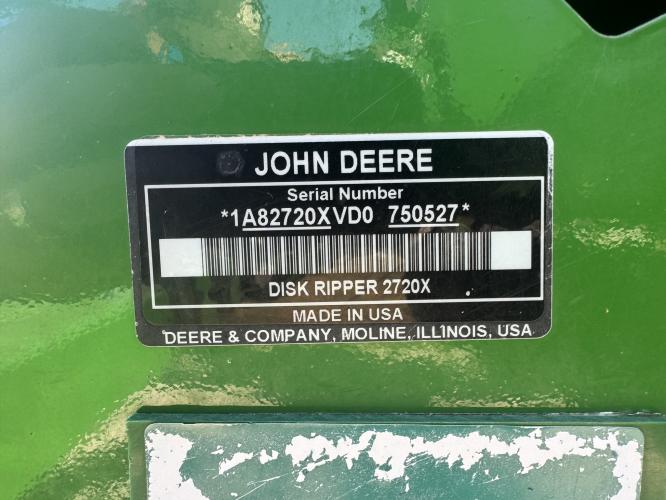 JOHN DEERE
Serial Number
*1A82720XVD0 750527*
DISK RIPPER 2720X
MADE IN USA
DEERE & COMPANY, MOLINE, ILLINOIS, USA